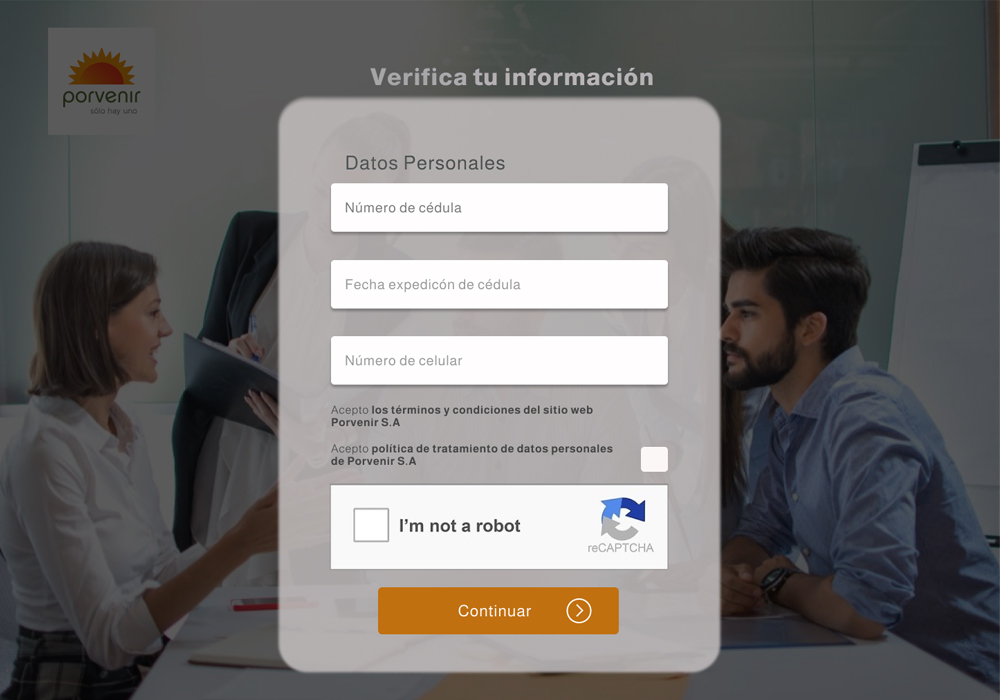 porvenir
sólo hay uno
Verifica tu información
Datos Personales
Número de cédula
Fecha expedicón de cédula
Número de celular
Acepto los términos y condiciones del sitio web
Porvenir S.A
Acepto política de tratamiento de datos personales
de Porvenir S.A
I'm not a robot
reCAPTCHA
Continuar